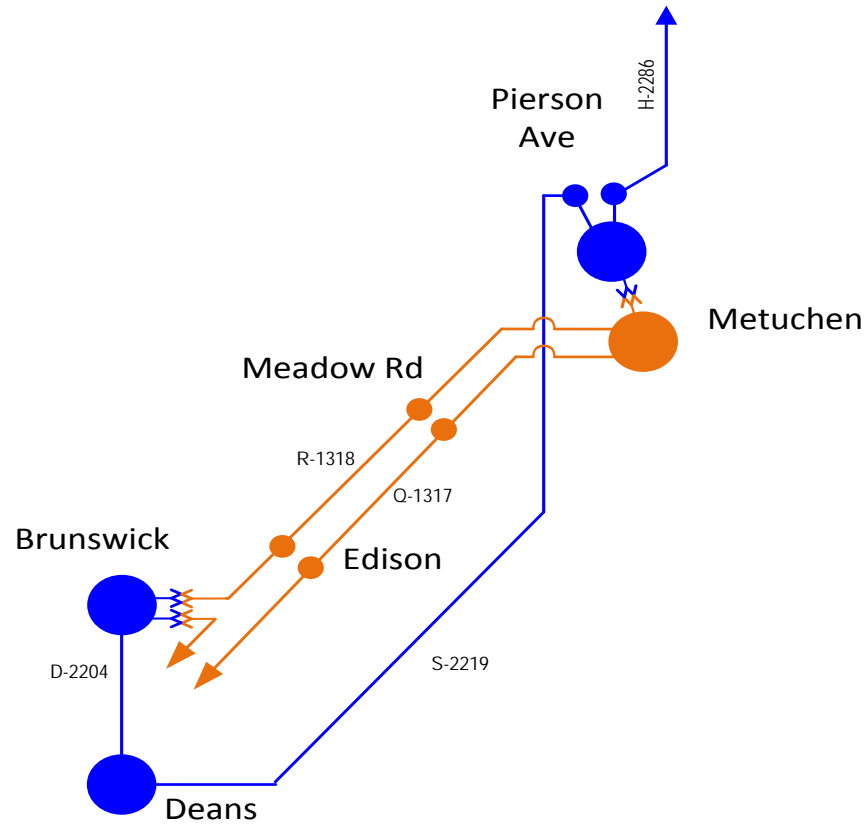 H-2286
Pierson
Ave
Metuchen
Meadow Rd
R-1318
Q-1317
Brunswick
Edison
D-2204
S-2219
Deans